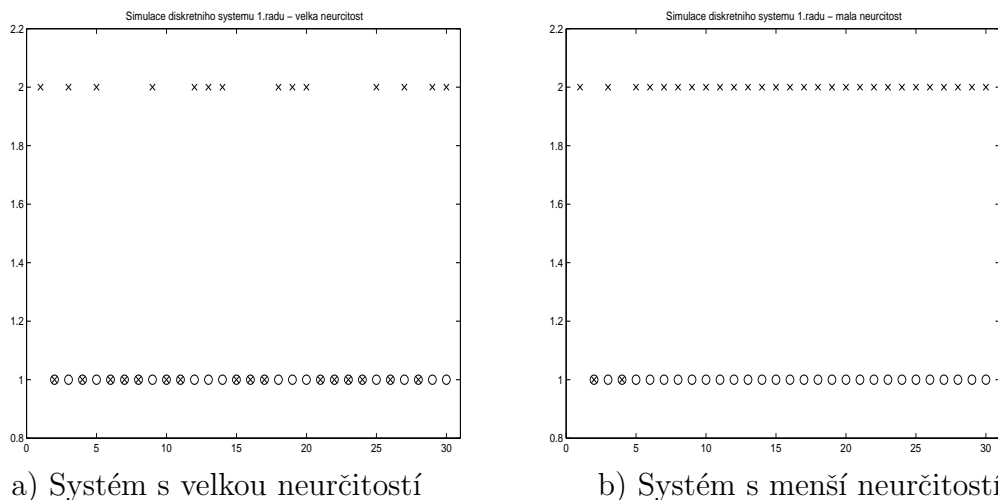 Simulace diskretniho systemu 1.radu – velka neurcitost
2.2
2
1.8
1.6
1.4
1.2
1
0.8
0 5 10 15 20 25 30
a) Systém s velkou neurčitostí
Simulace diskretniho systemu 1.radu – mala neurcitost
2.2
2
1.8
1.6
1.4
1.2
1
0.8
0 5 10 15 20 25 30
b) Systém s menší neurčitostí